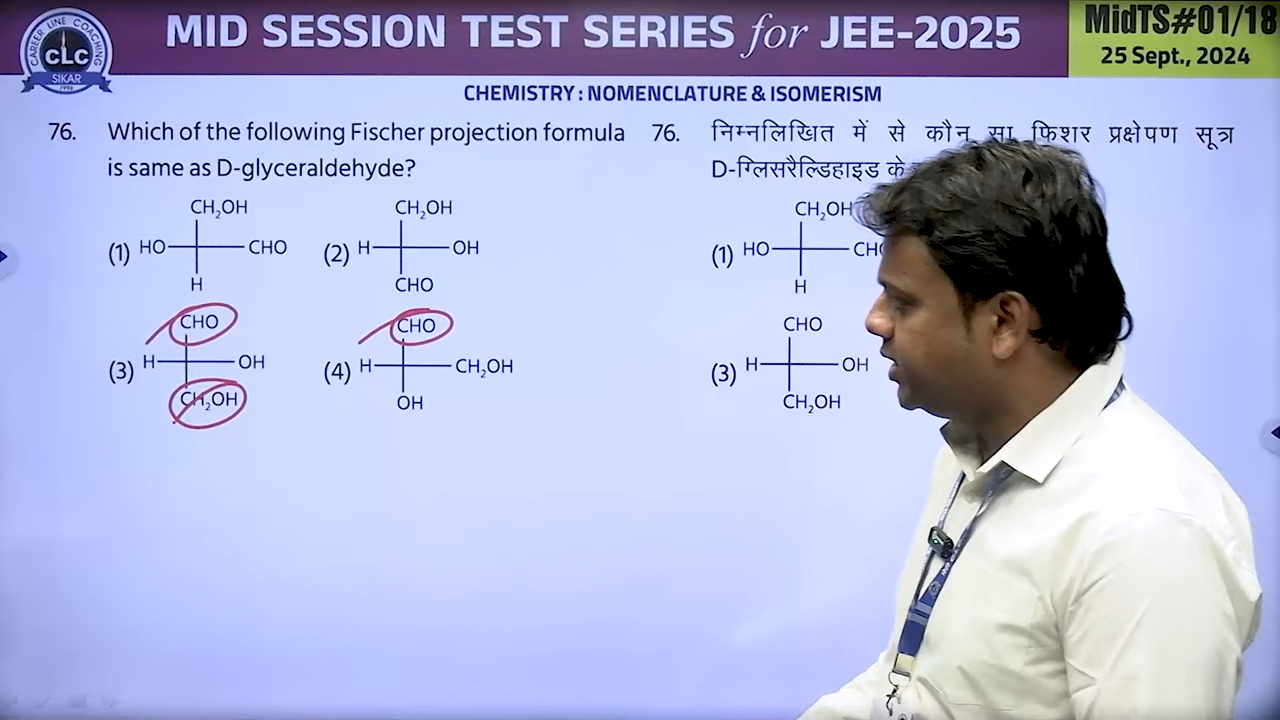 MID SESSION TEST SERIES for JEE-2025
MidTS#01/18
25 Sept., 2024
CAREER LINE COACHING
CLC
SIKAR
1996
CHEMISTRY : NOMENCLATURE & ISOMERISM
76. Which of the following Fischer projection formula
is same as D-glyceraldehyde?
CH₂OH
(1) HO CHO
H
CH₂OH
(2) H OH
CHO
CHO
(3) H OH
CH₂OH
CHO
(4) H CH₂OH
OH
76. निम्नलिखित में से कौन सा फिशर प्रक्षेपण सूत्र
D-ग्लिसरैल्डिहाइड के
CH₂OH
(1) HO
H
CHO
(3) H OH
CH₂OH